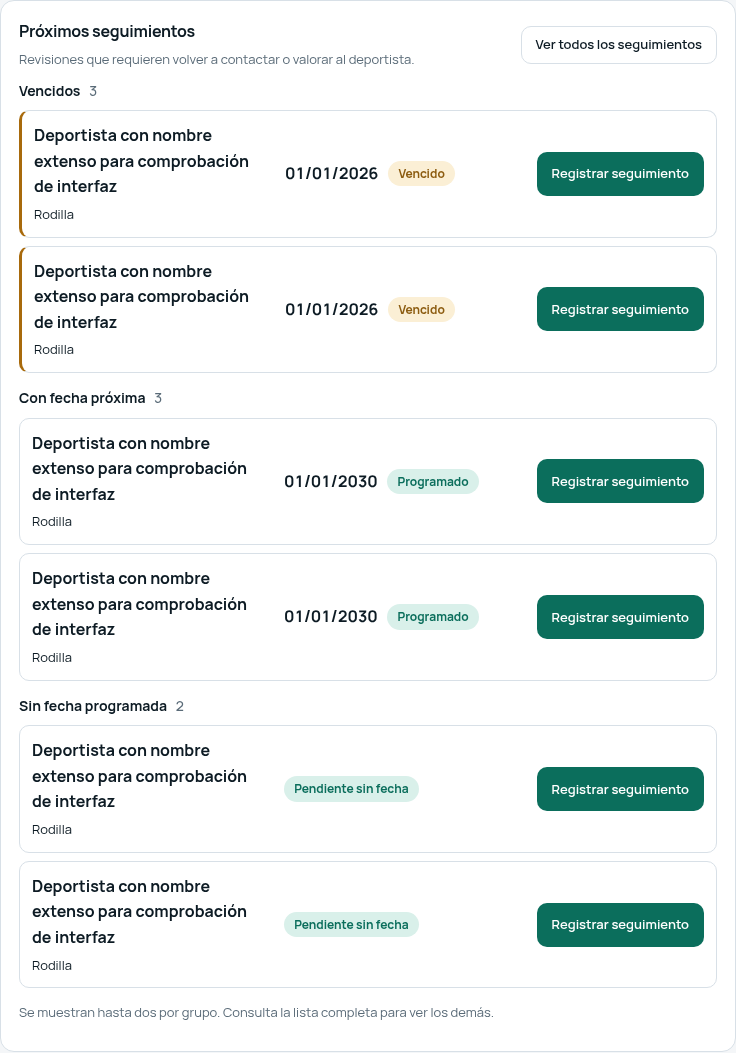 Próximos seguimientos
Ver todos los seguimientos
Revisiones que requieren volver a contactar o valorar al deportista.
Vencidos 3
Deportista con nombre
extenso para comprobación
de interfaz
Rodilla
01/01/2026 Vencido
Registrar seguimiento
Deportista con nombre
extenso para comprobación
de interfaz
Rodilla
01/01/2026 Vencido
Registrar seguimiento
Con fecha próxima 3
Deportista con nombre
extenso para comprobación
de interfaz
Rodilla
01/01/2030 Programado
Registrar seguimiento
Deportista con nombre
extenso para comprobación
de interfaz
Rodilla
01/01/2030 Programado
Registrar seguimiento
Sin fecha programada 2
Deportista con nombre
extenso para comprobación
de interfaz
Rodilla
Pendiente sin fecha
Registrar seguimiento
Deportista con nombre
extenso para comprobación
de interfaz
Rodilla
Pendiente sin fecha
Registrar seguimiento
Se muestran hasta dos por grupo. Consulta la lista completa para ver los demás.